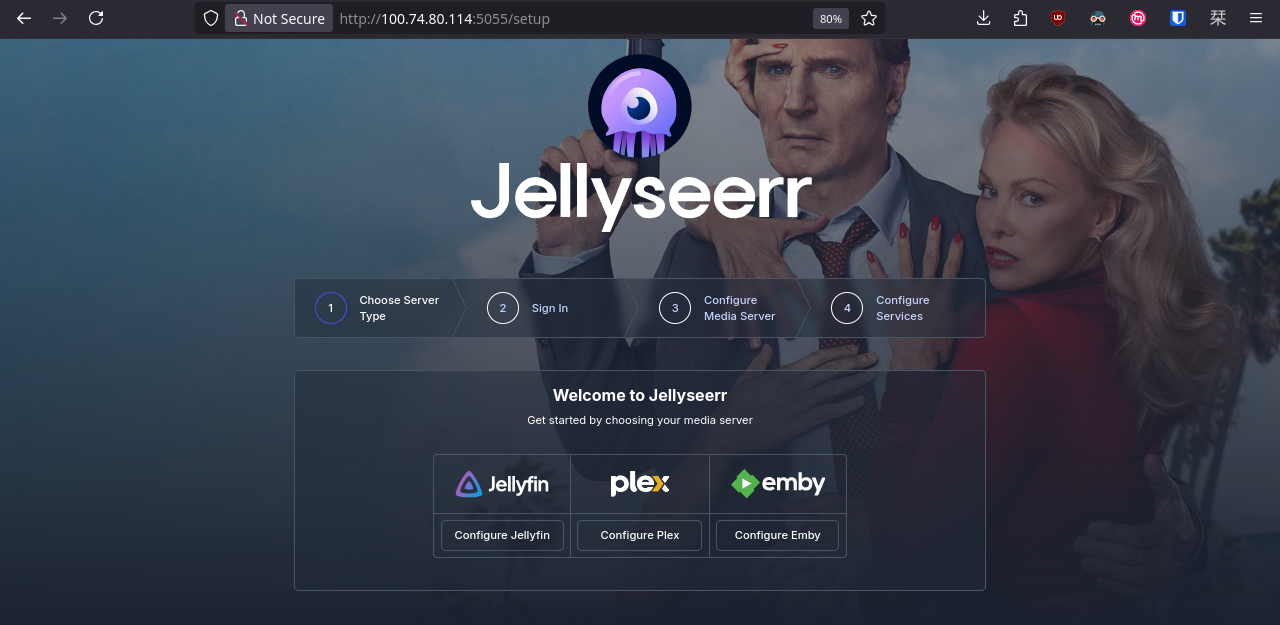 Not Secure
http://100.74.80.114:5055/setup
80%
Jellyseerr
1
Choose Server
Type
2
Sign In
3
Configure
Media Server
4
Configure
Services
Welcome to Jellyseerr
Get started by choosing your media server
Jellyfin
plex
emby
Configure Jellyfin
Configure Plex
Configure Emby